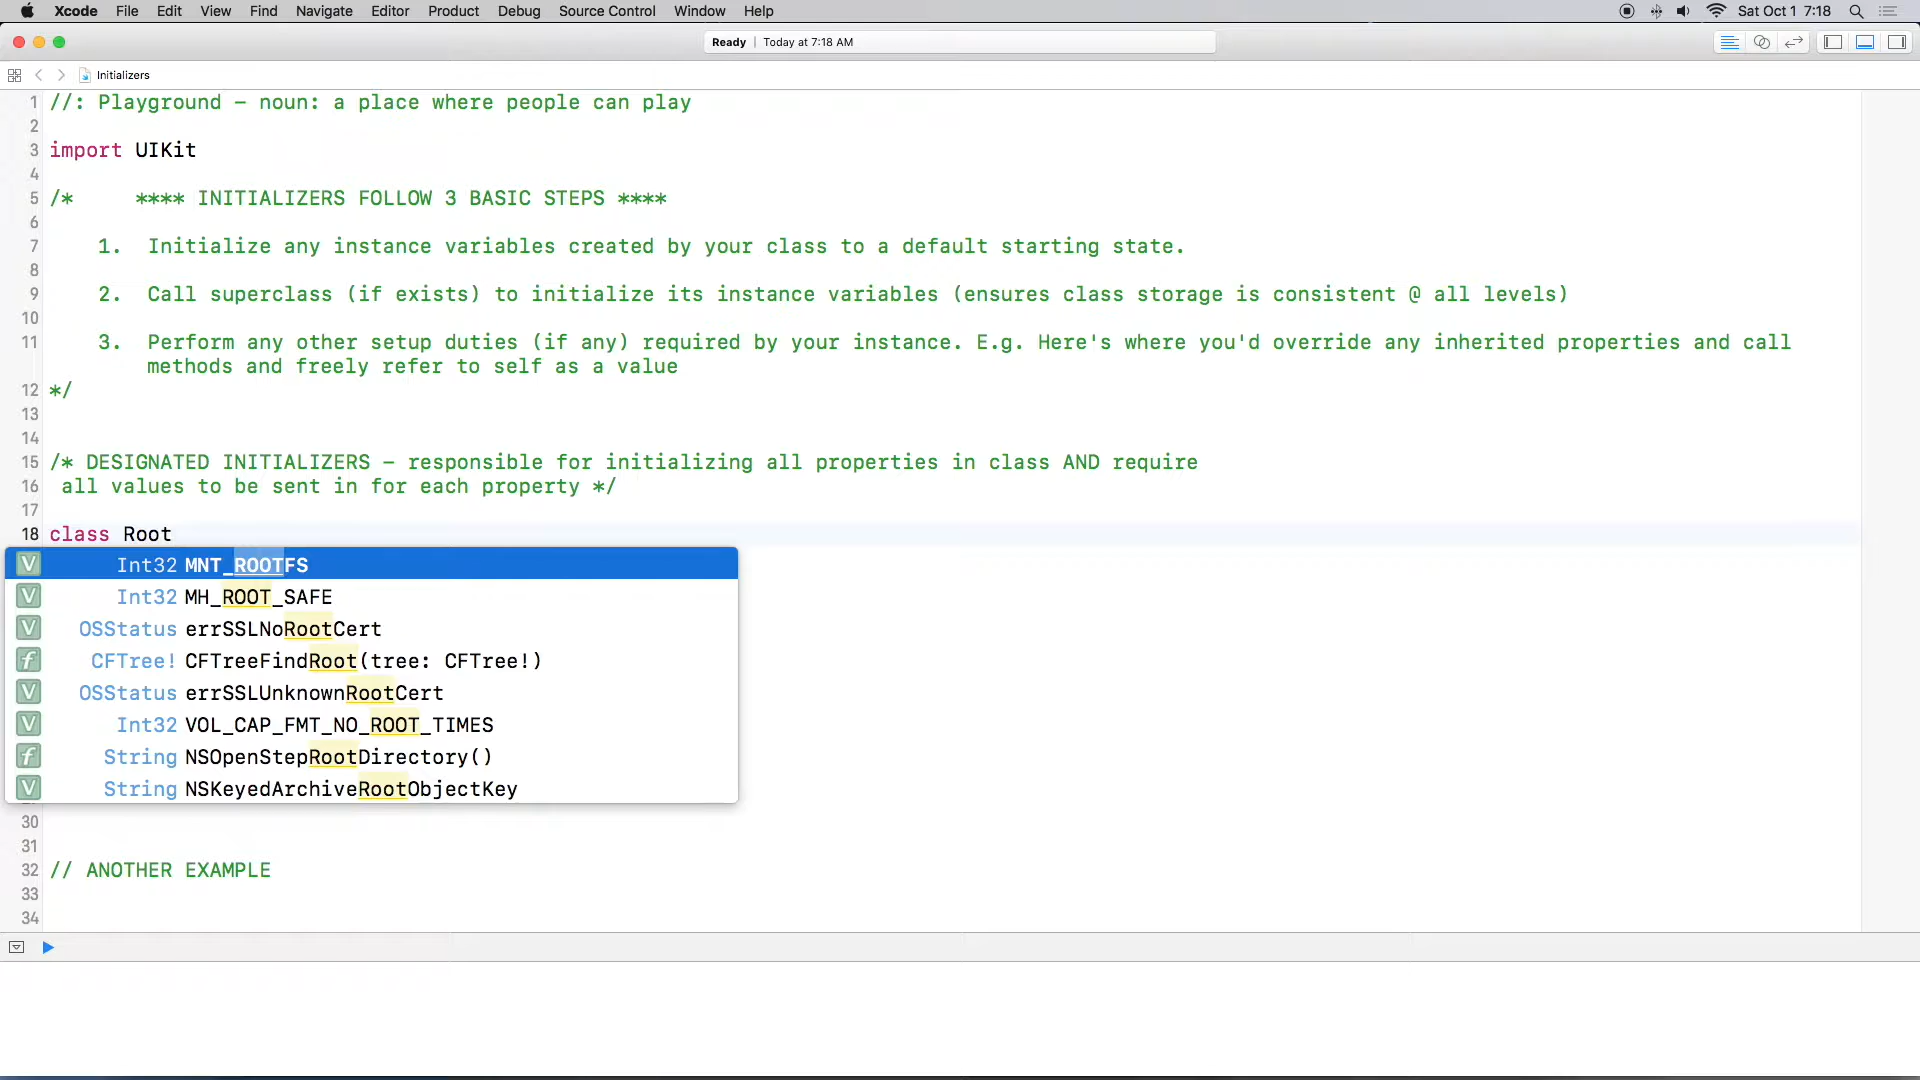 Xcode File Edit View Find Navigate Editor Product Debug Source Control Window Help Sat Oct 1 7:18
Ready | Today at 7:18 AM
Initializers
1 //: Playground – noun: a place where people can play
2
3 import UIKit
4
5 /* **** INITIALIZERS FOLLOW 3 BASIC STEPS ****
6
7 1. Initialize any instance variables created by your class to a default starting state.
8
9 2. Call superclass (if exists) to initialize its instance variables (ensures class storage is consistent @ all levels)
10
11 3. Perform any other setup duties (if any) required by your instance. E.g. Here's where you'd override any inherited properties and call
methods and freely refer to self as a value
12 */
13
14
15 /* DESIGNATED INITIALIZERS – responsible for initializing all properties in class AND require
16 all values to be sent in for each property */
17
18 class Root
V Int32 MNT_ROOTFS
V Int32 MH_ROOT_SAFE
V OSStatus errSSLNoRootCert
f CFTree! CFTreeFindRoot(tree: CFTree!)
V OSStatus errSSLUnknownRootCert
V Int32 VOL_CAP_FMT_NO_ROOT_TIMES
f String NSOpenStepRootDirectory()
V String NSKeyedArchiveRootObjectKey
30
31
32 // ANOTHER EXAMPLE
33
34